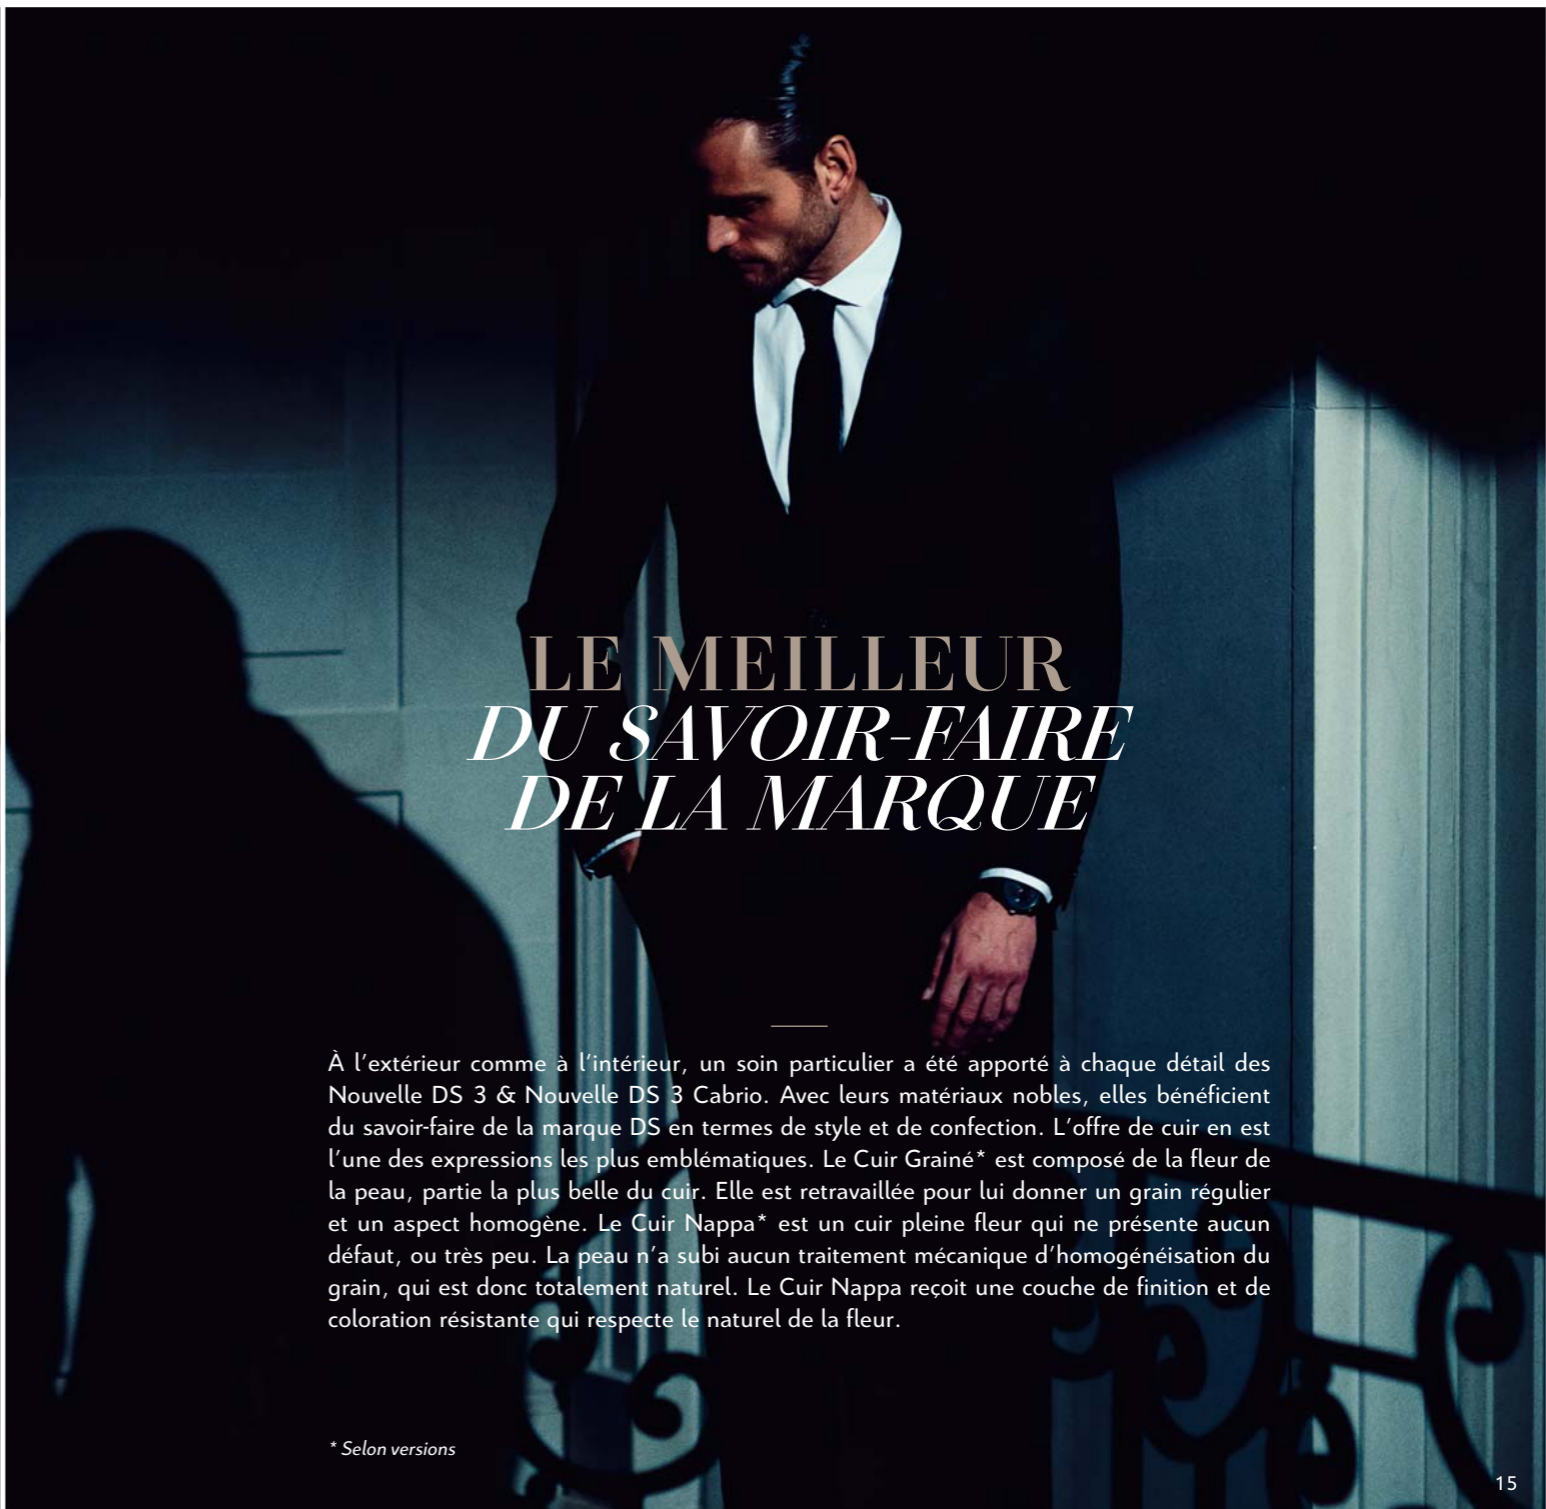 LE MEILLEUR
DU SAVOIR-FAIRE
DE LA MARQUE
À l'extérieur comme à l'intérieur, un soin particulier a été apporté à chaque détail des
Nouvelle DS 3 & Nouvelle DS 3 Cabrio. Avec leurs matériaux nobles, elles bénéficient
du savoir-faire de la marque DS en termes de style et de confection. L'offre de cuir en est
l'une des expressions les plus emblématiques. Le Cuir Grainé* est composé de la fleur de
la peau, partie la plus belle du cuir. Elle est retravaillée pour lui donner un grain régulier
et un aspect homogène. Le Cuir Nappa* est un cuir pleine fleur qui ne présente aucun
défaut, ou très peu. La peau n'a subi aucun traitement mécanique d'homogénéisation du
grain, qui est donc totalement naturel. Le Cuir Nappa reçoit une couche de finition et de
coloration résistante qui respecte le naturel de la fleur.
* Selon versions
15